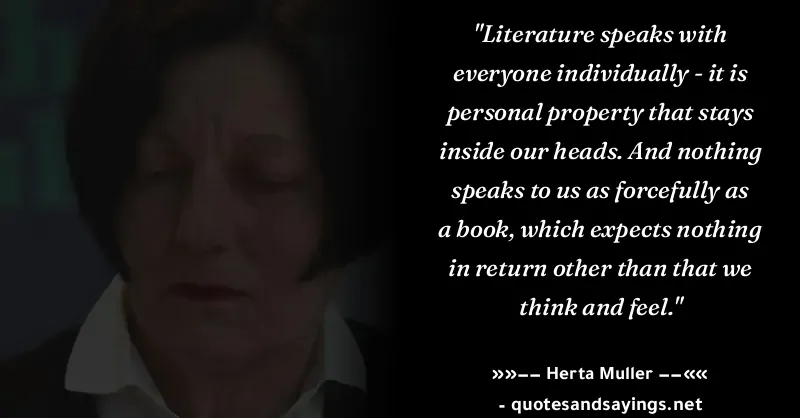 "Literature speaks with
everyone individually - it is
personal property that stays
inside our heads. And nothing
speaks to us as forcefully as
a book, which expects nothing
in return other than that we
think and feel."
»»−− Herta Muller −−««
- quotesandsayings.net